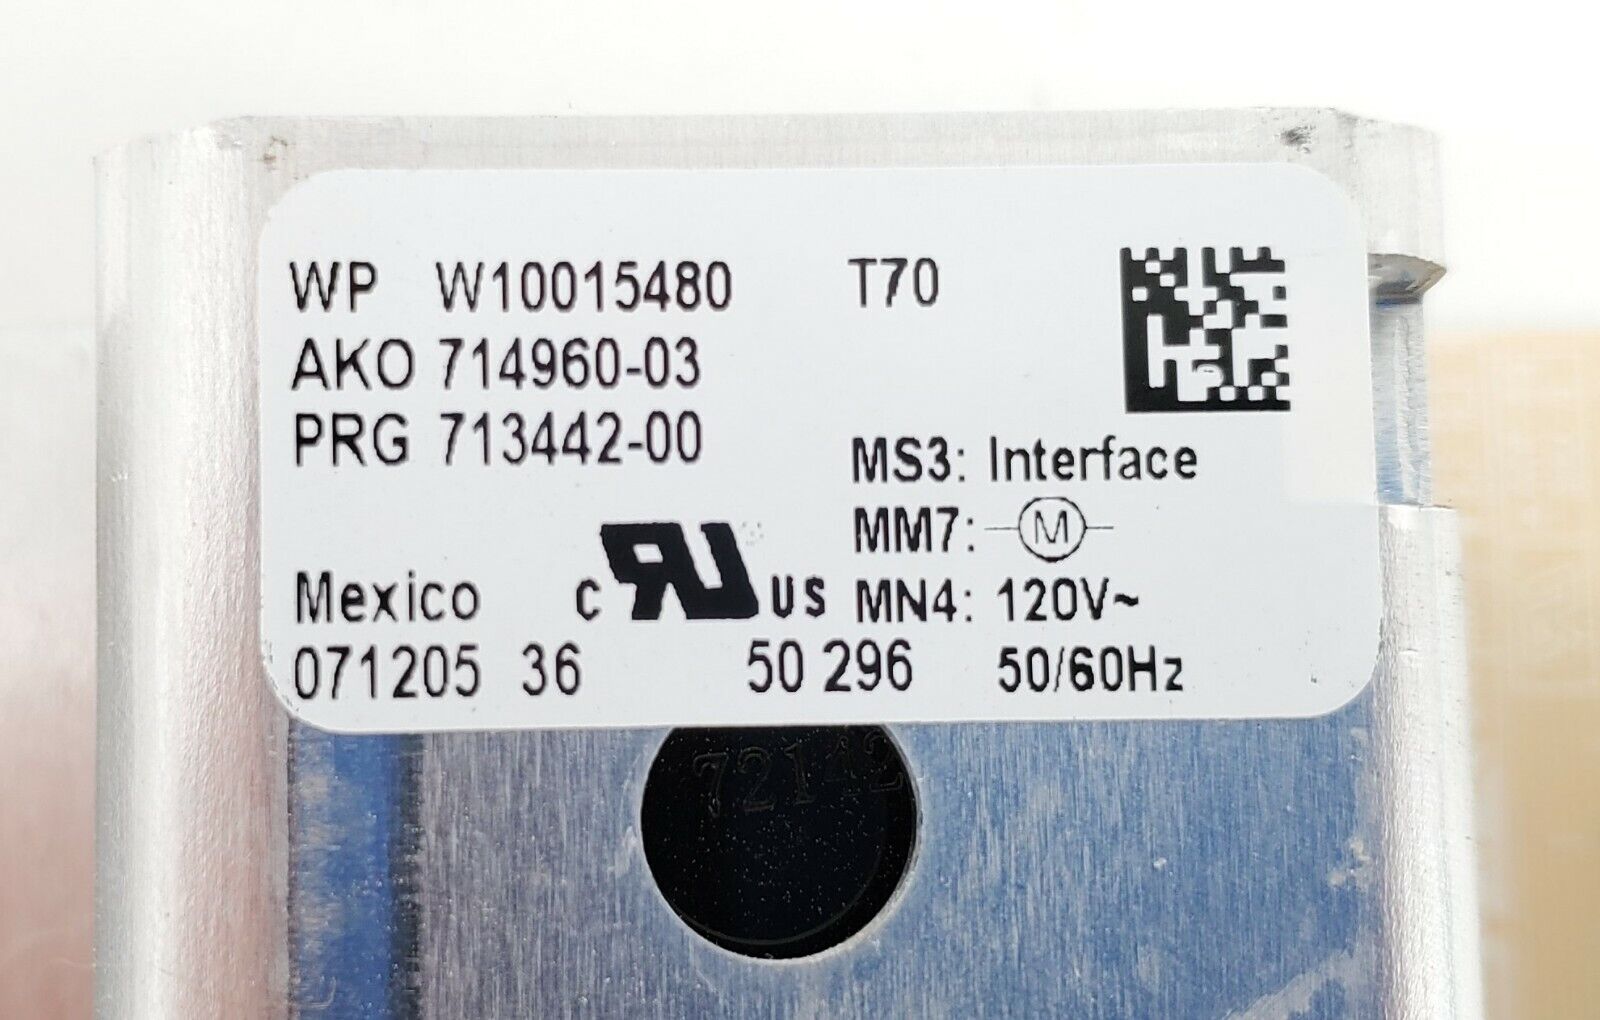 WP W10015480 T70
AKO 714960-03
PRG 713442-00
MS3: Interface
MM7: M
Mexico c RU US MN4: 120V~
071205 36 50 296 50/60Hz
72142